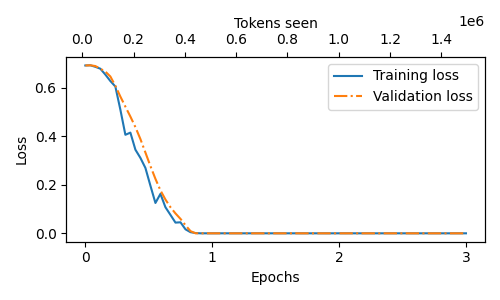 Tokens seen
1e6
0.0 0.2 0.4 0.6 0.8 1.0 1.2 1.4
Training loss
Validation loss
Loss
0.6
0.4
0.2
0.0
0 1 2 3
Epochs